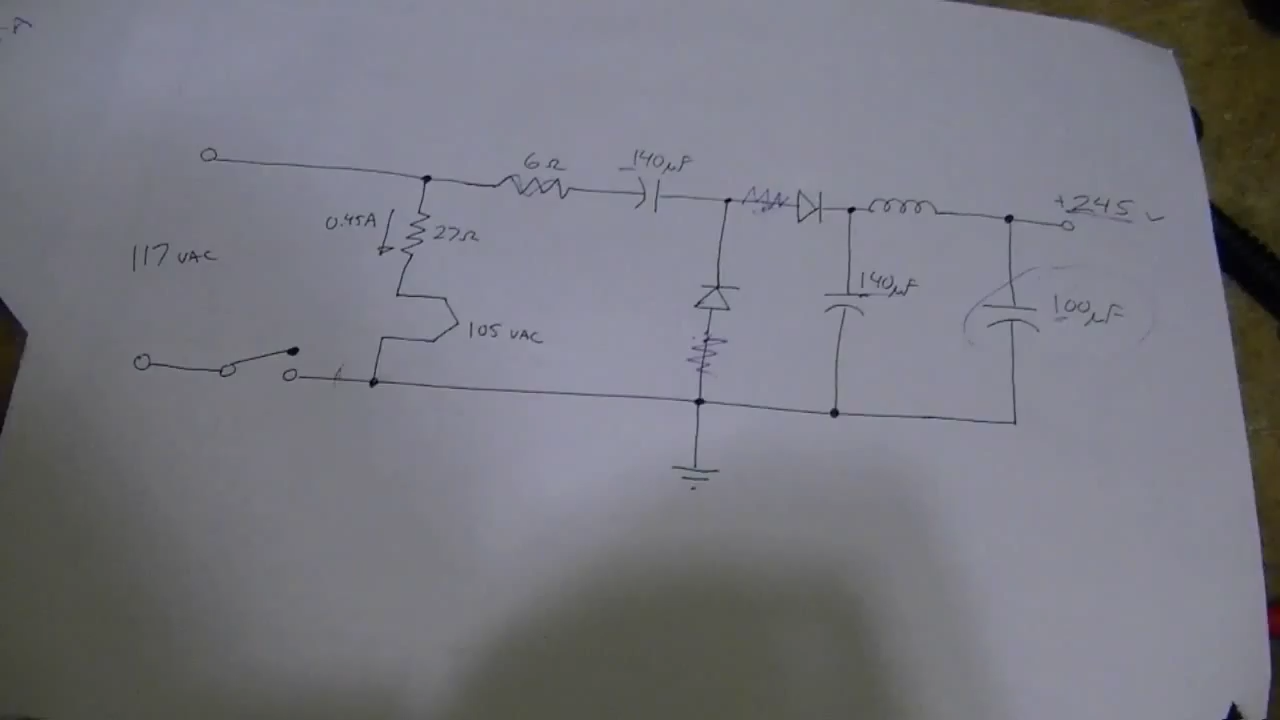 6Ω
140µF
0.45A
27Ω
+245 v
117 VAC
140µF
100µF
105 VAC